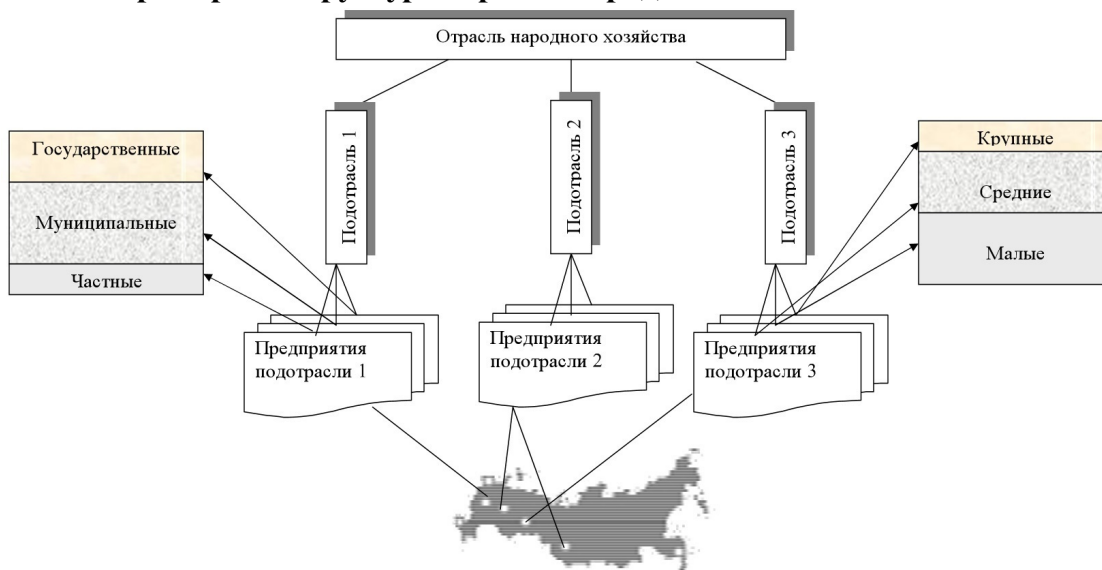 Отрасль народного хозяйства
Подотрасль 1
Подотрасль 2
Подотрасль 3
Государственные
Муниципальные
Частные
Крупные
Средние
Малые
Предприятия
подотрасли 1
Предприятия
подотрасли 2
Предприятия
подотрасли 3